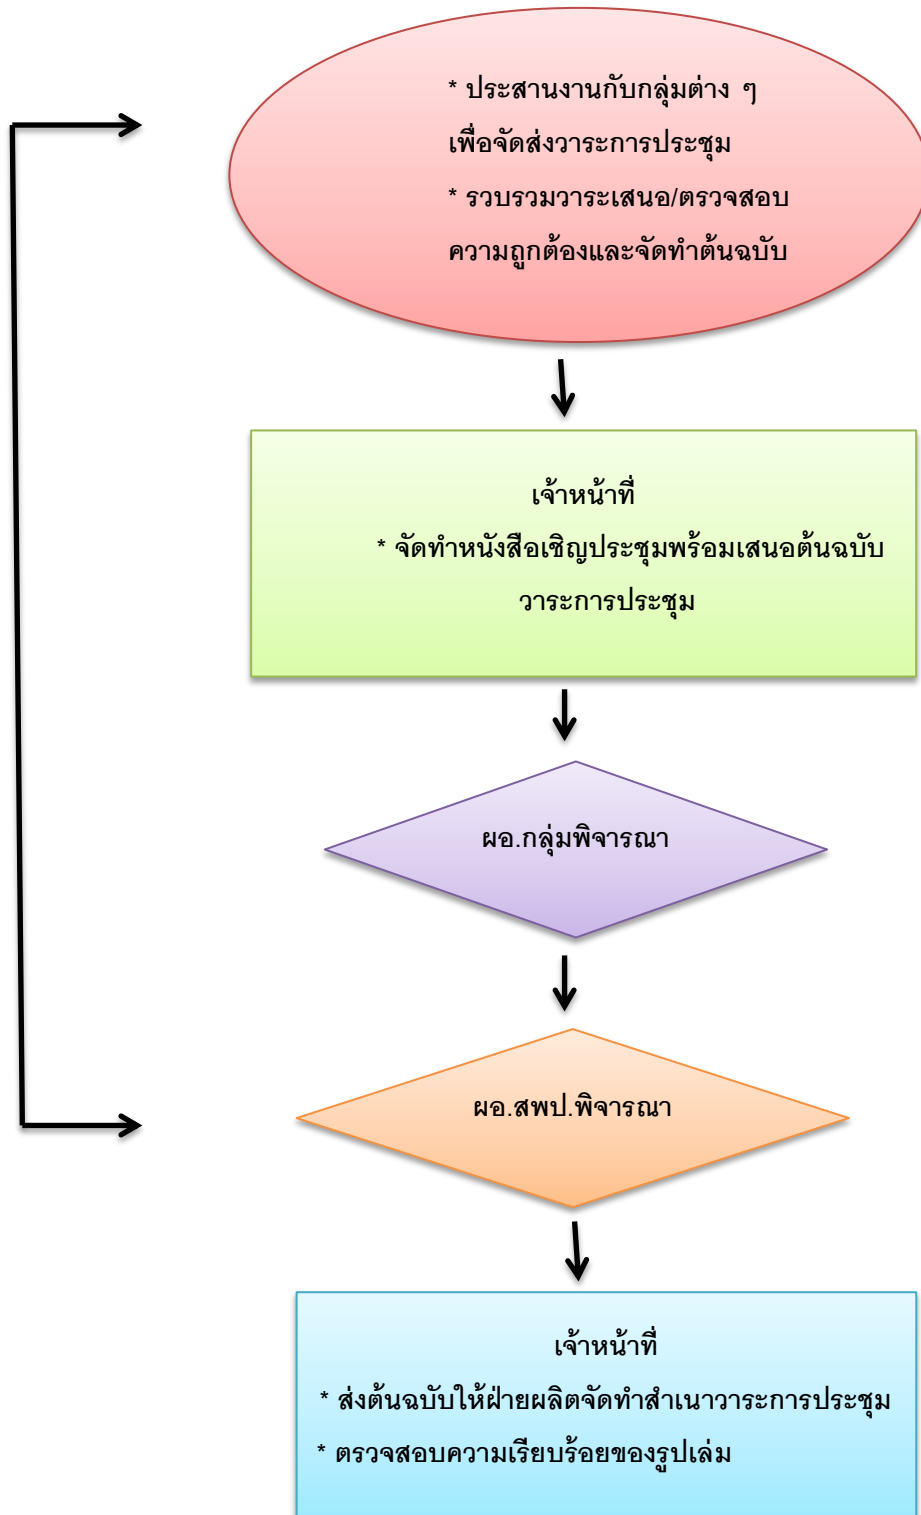 * ประสานงานกับกลุ่มต่าง ๆ
เพื่อจัดส่งวาระการประชุม
* รวบรวมวาระเสนอ/ตรวจสอบ
ความถูกต้องและจัดทำต้นฉบับ
เจ้าหน้าที่
* จัดทำหนังสือเชิญประชุมพร้อมเสนอต้นฉบับ
วาระการประชุม
ผอ.กลุ่มพิจารณา
ผอ.สพป.พิจารณา
เจ้าหน้าที่
* ส่งต้นฉบับให้ฝ่ายผลิตจัดทำสำเนาวาระการประชุม
* ตรวจสอบความเรียบร้อยของรูปเล่ม